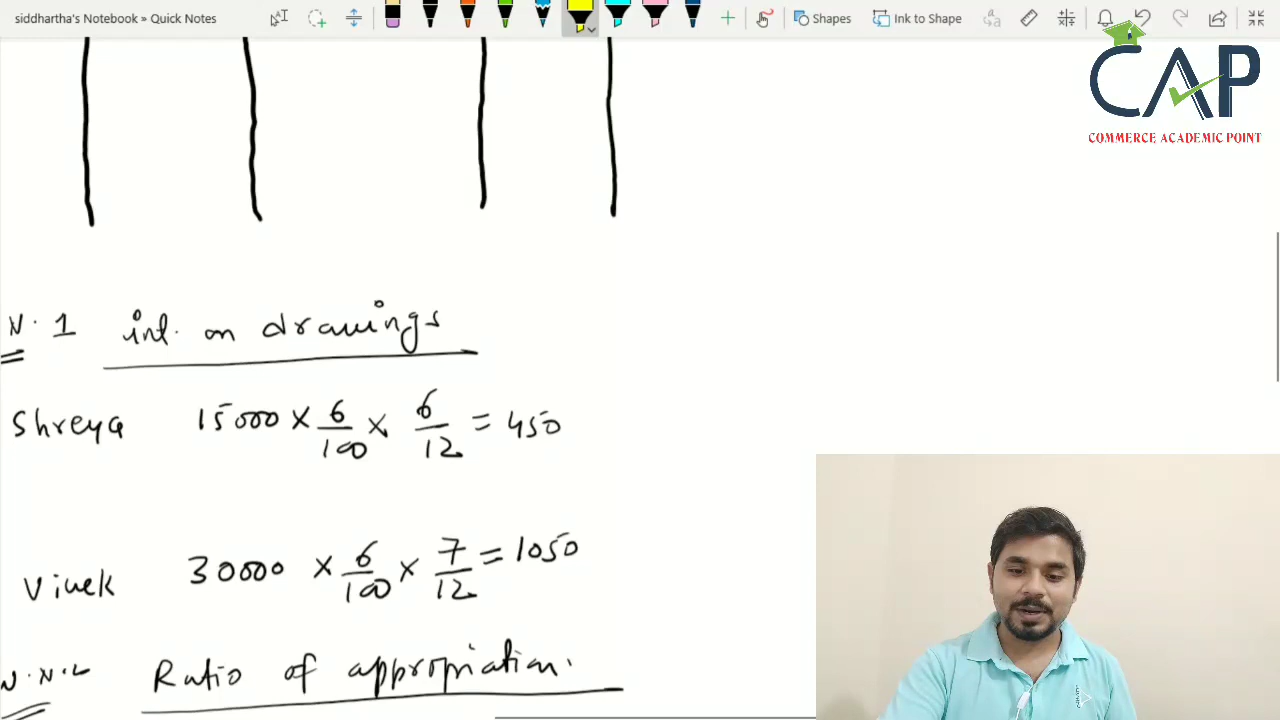 siddhartha's Notebook » Quick Notes
Shapes
Ink to Shape
CAP
COMMERCE ACADEMIC POINT
N. 1 int. on drawings
Shreya 15000 × 6/100 × 6/12 = 450
Vivek 30000 × 6/100 × 7/12 = 1050
Ratio of appropriation.